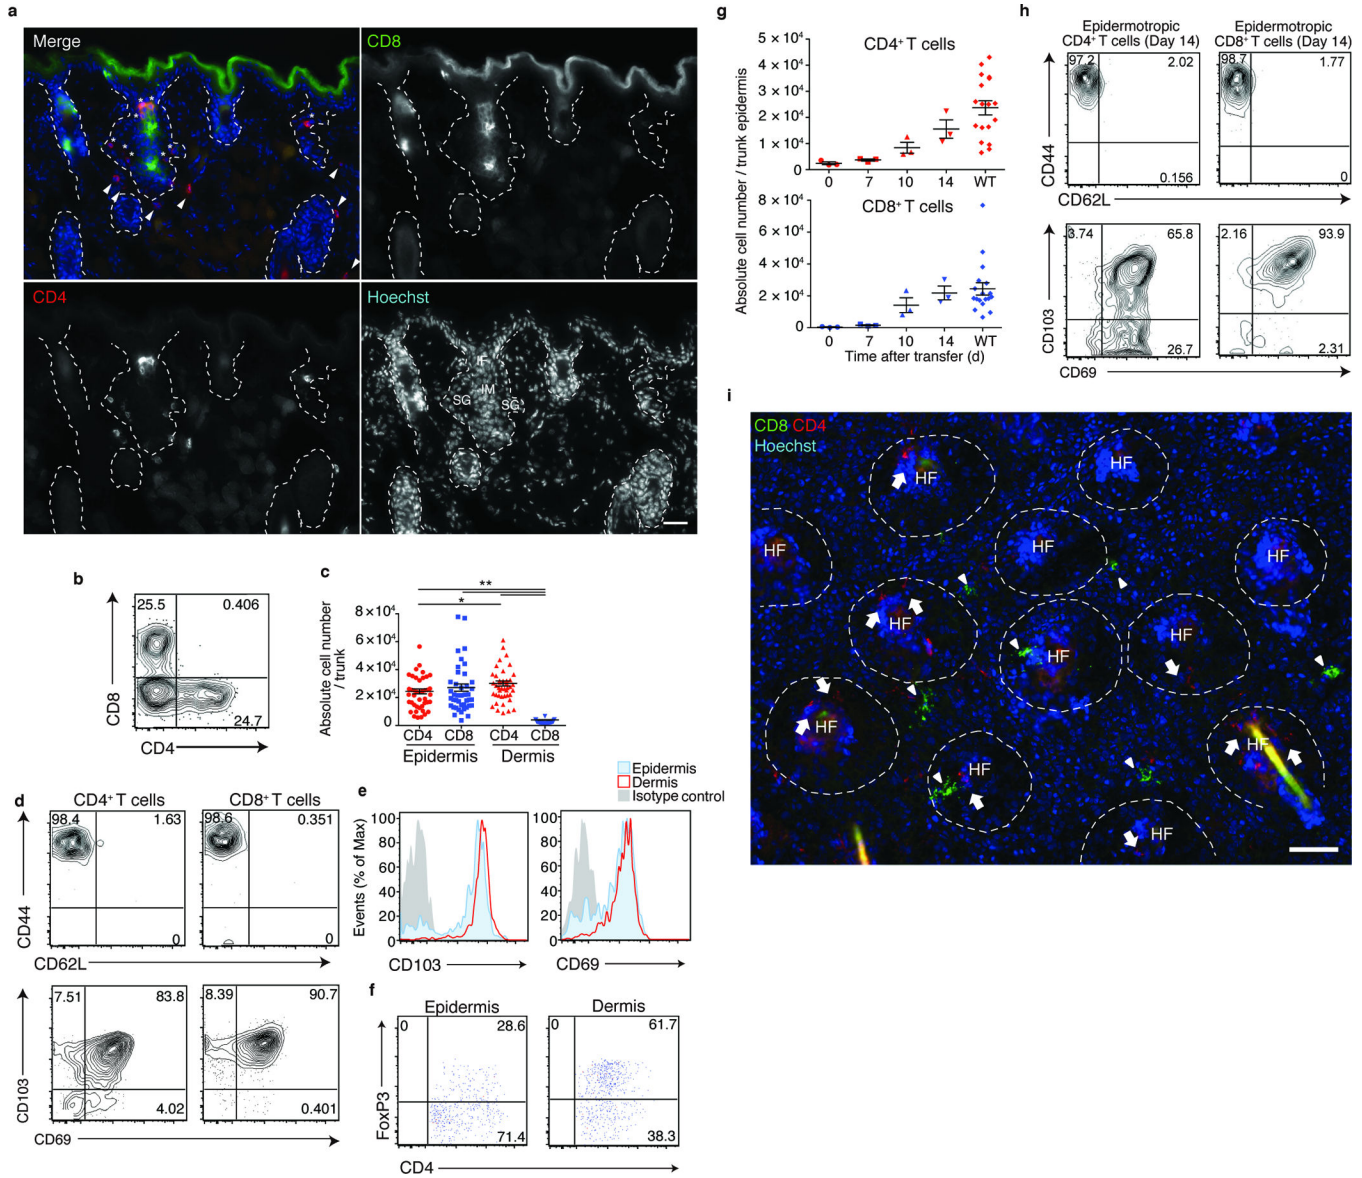 a
Merge
CD8
CD4
Hoechst
IF
IM
SG
SG
b
25.5
0.406
24.7
CD8
CD4
c
**
*
Absolute cell number
/ trunk
8 × 10⁴
6 × 10⁴
4 × 10⁴
2 × 10⁴
0
CD4 CD8 CD4 CD8
Epidermis Dermis
d
CD4⁺ T cells
CD8⁺ T cells
98.4
1.63
0
98.6
0.351
0
CD44
CD62L
7.51
83.8
4.02
8.39
90.7
0.401
CD103
CD69
Epidermis
Dermis
Isotype control
e
Events (% of Max)
100
80
60
40
20
0
CD103
100
80
60
40
20
0
CD69
f
Epidermis
Dermis
0
28.6
71.4
0
61.7
38.3
FoxP3
CD4
g
Absolute cell number / trunk epidermis
CD4⁺ T cells
5 × 10⁴
4 × 10⁴
3 × 10⁴
2 × 10⁴
1 × 10⁴
0
0 7 10 14 WT
CD8⁺ T cells
8 × 10⁴
6 × 10⁴
4 × 10⁴
2 × 10⁴
0
0 7 10 14 WT
Time after transfer (d)
h
Epidermotropic
CD4⁺ T cells (Day 14)
Epidermotropic
CD8⁺ T cells (Day 14)
97.2
2.02
0.156
98.7
1.77
0
CD44
CD62L
3.74
65.8
26.7
2.16
93.9
2.31
CD103
CD69
i
CD8 CD4
Hoechst
HF
HF
HF
HF
HF
HF
HF
HF
HF
HF
HF
HF